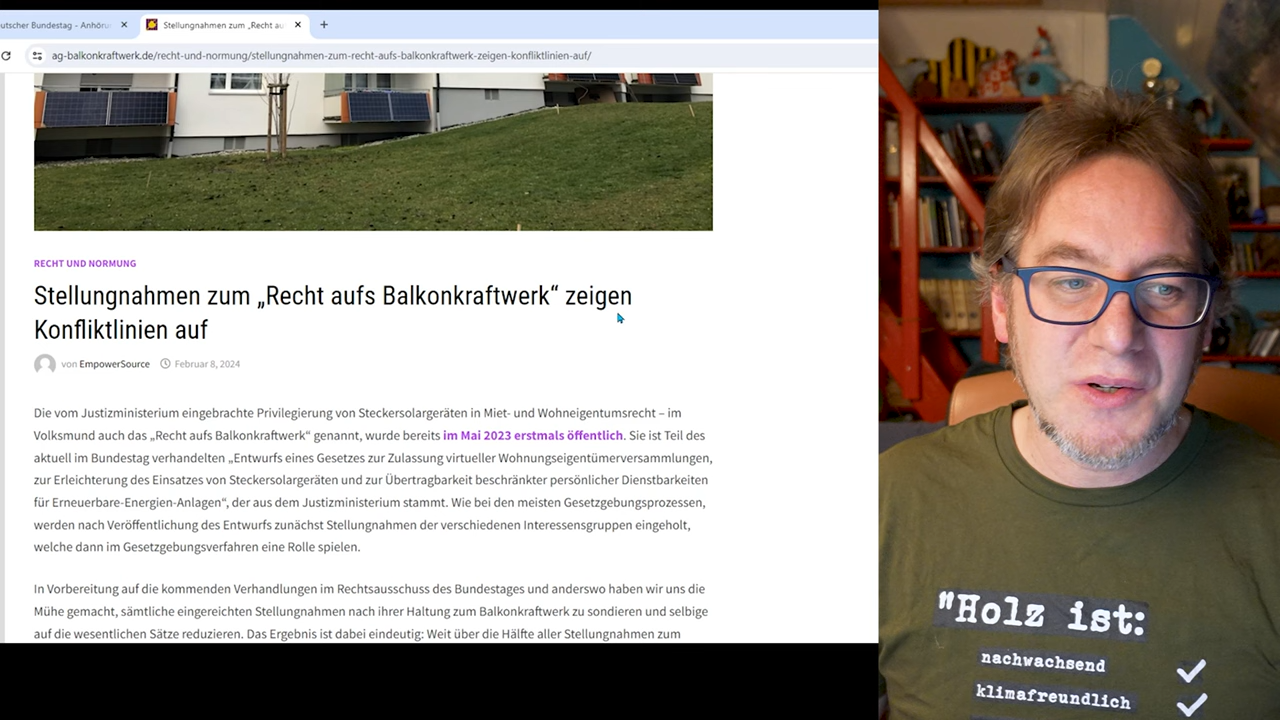 utscher Bundestag – Anhöru
Stellungnahmen zum „Recht au
ag-balkonkraftwerk.de/recht-und-normung/stellungnahmen-zum-recht-aufs-balkonkraftwerk-zeigen-konfliktlinien-auf/
RECHT UND NORMUNG
Stellungnahmen zum „Recht aufs Balkonkraftwerk“ zeigen
Konfliktlinien auf
von EmpowerSource Februar 8, 2024
Die vom Justizministerium eingebrachte Privilegierung von Steckersolargeräten in Miet- und Wohneigentumsrecht – im
Volksmund auch das „Recht aufs Balkonkraftwerk“ genannt, wurde bereits im Mai 2023 erstmals öffentlich. Sie ist Teil des
aktuell im Bundestag verhandelten „Entwurfs eines Gesetzes zur Zulassung virtueller Wohnungseigentümerversammlungen,
zur Erleichterung des Einsatzes von Steckersolargeräten und zur Übertragbarkeit beschränkter persönlicher Dienstbarkeiten
für Erneuerbare-Energien-Anlagen“, der aus dem Justizministerium stammt. Wie bei den meisten Gesetzgebungsprozessen,
werden nach Veröffentlichung des Entwurfs zunächst Stellungnahmen der verschiedenen Interessensgruppen eingeholt,
welche dann im Gesetzgebungsverfahren eine Rolle spielen.
In Vorbereitung auf die kommenden Verhandlungen im Rechtsausschuss des Bundestages und anderswo haben wir uns die
Mühe gemacht, sämtliche eingereichten Stellungnahmen nach ihrer Haltung zum Balkonkraftwerk zu sondieren und selbige
auf die wesentlichen Sätze reduzieren. Das Ergebnis ist dabei eindeutig: Weit über die Hälfte aller Stellungnahmen zum
"Holz ist:
nachwachsend
klimafreundlich